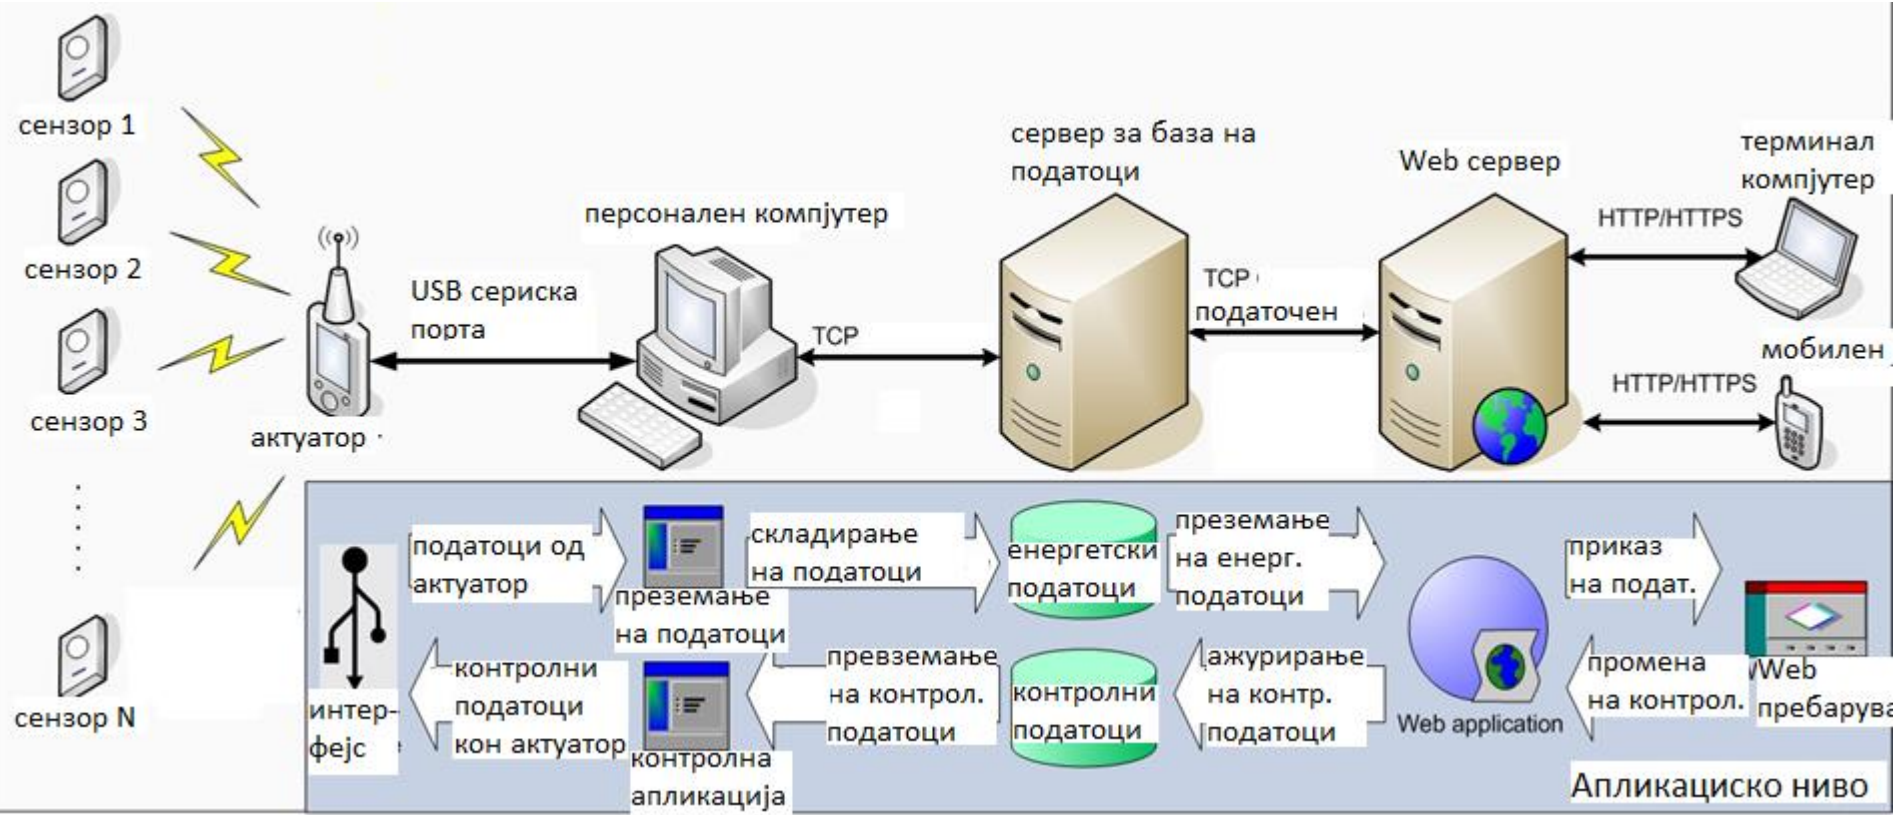 сензор 1
сензор 2
сензор 3
сензор N
актуатор
USB сериска
порта
персонален компјутер
TCP
сервер за база на
податоци
TCP
податочен
Web сервер
HTTP/HTTPS
терминал
компјутер
HTTP/HTTPS
мобилен
интер-
фејс
податоци од
актуатор
преземање
на податоци
складирање
на податоци
енергетски
податоци
преземање
на енерг.
податоци
приказ
на подат.
контролни
податоци
кон актуатор
контролна
апликација
превземање
на контрол.
податоци
контролни
податоци
ажурирање
на контр.
податоци
Web application
промена
на контрол.
Web
пребарува
Апликациско ниво